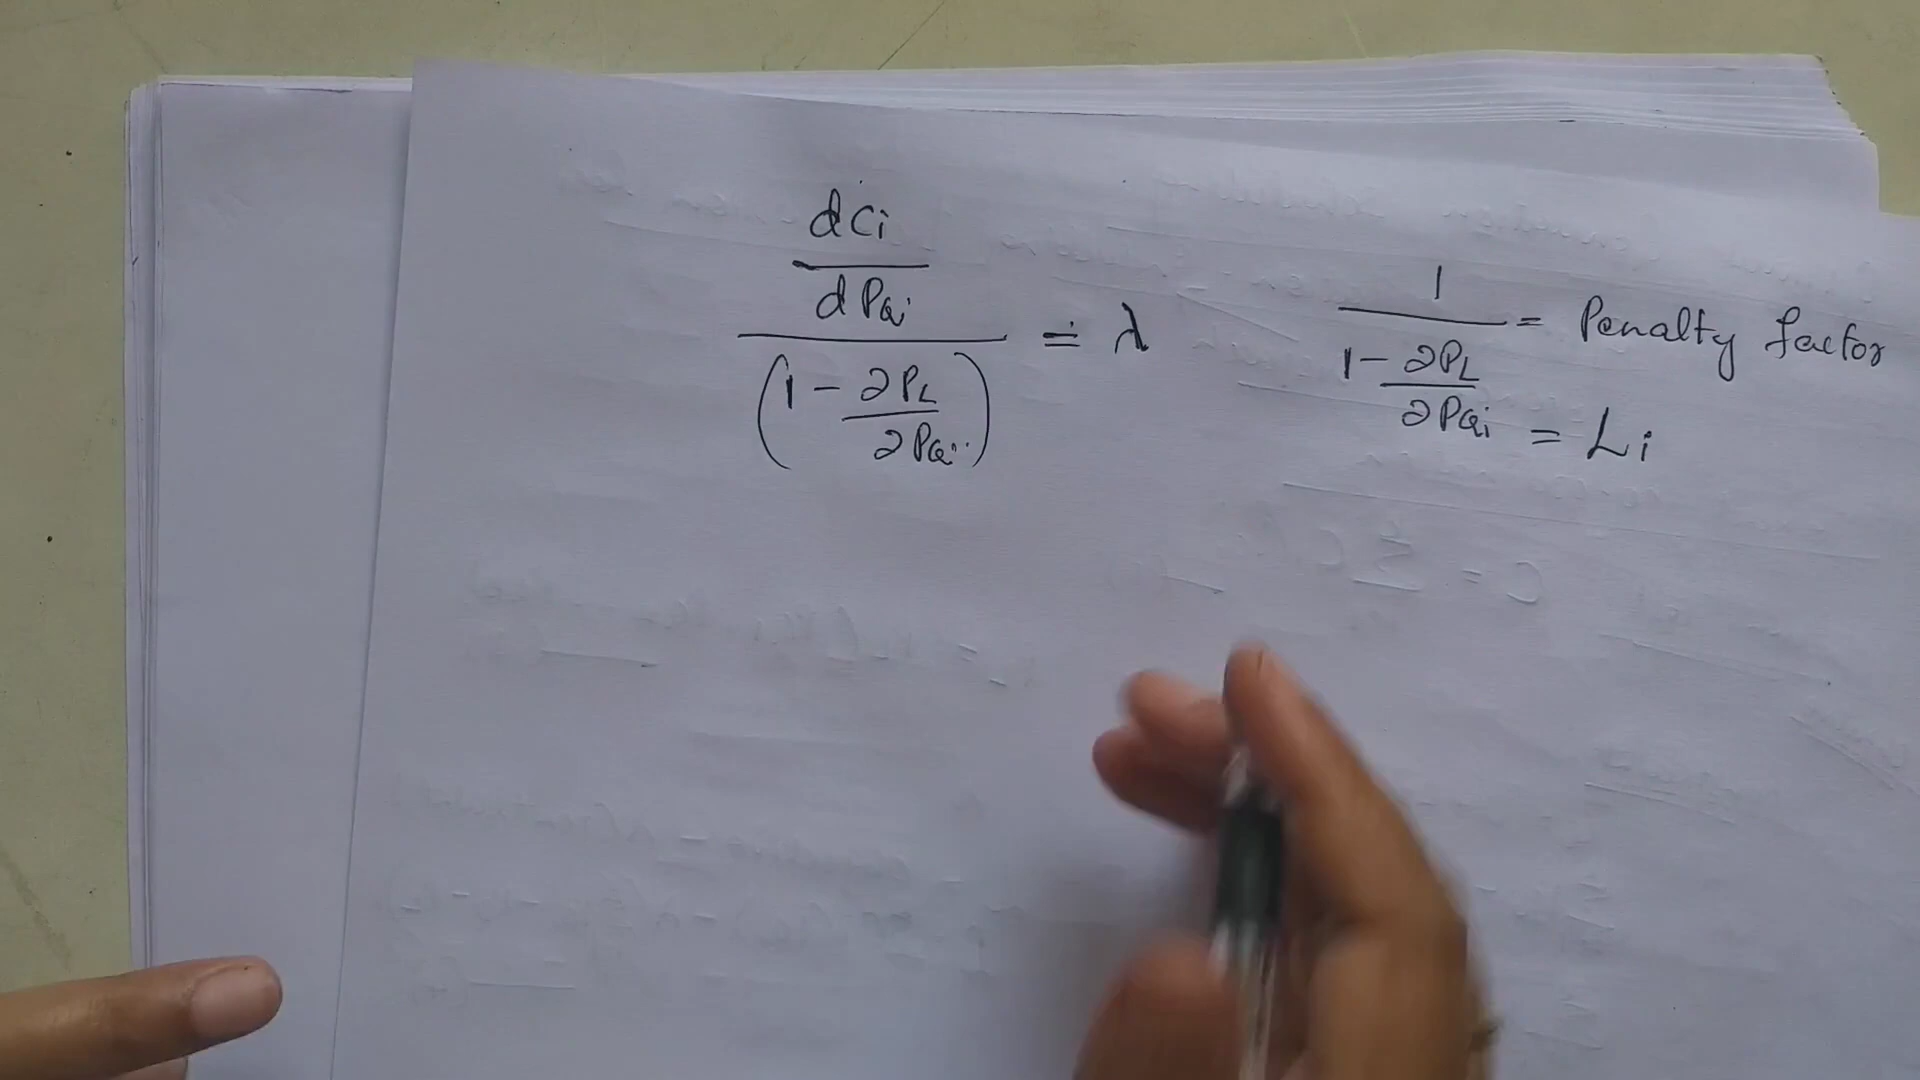 dCi
dPGi
(1 - ∂PL
∂PGi) = λ
1
1 - ∂PL = Penalty factor
∂PGi = Li